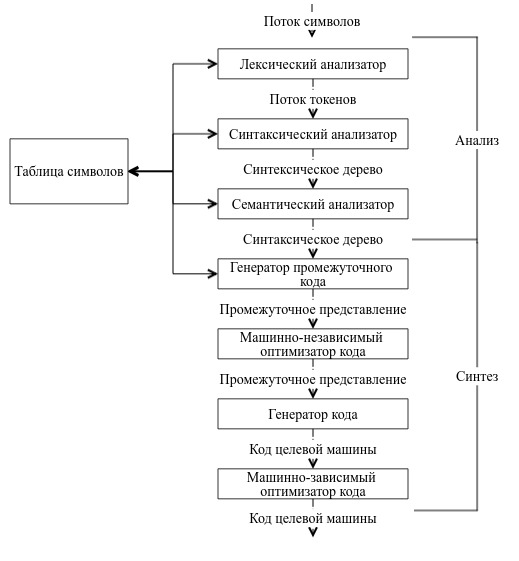 Поток символов
Лексический анализатор
Поток токенов
Синтаксический анализатор
Анализ
Таблица символов
Синтексическое дерево
Семантический анализатор
Синтаксическое дерево
Генератор промежуточного
кода
Промежуточное представление
Машинно-независимый
оптимизатор кода
Промежуточное представление
Синтез
Генератор кода
Код целевой машины
Машинно-зависимый
оптимизатор кода
Код целевой машины